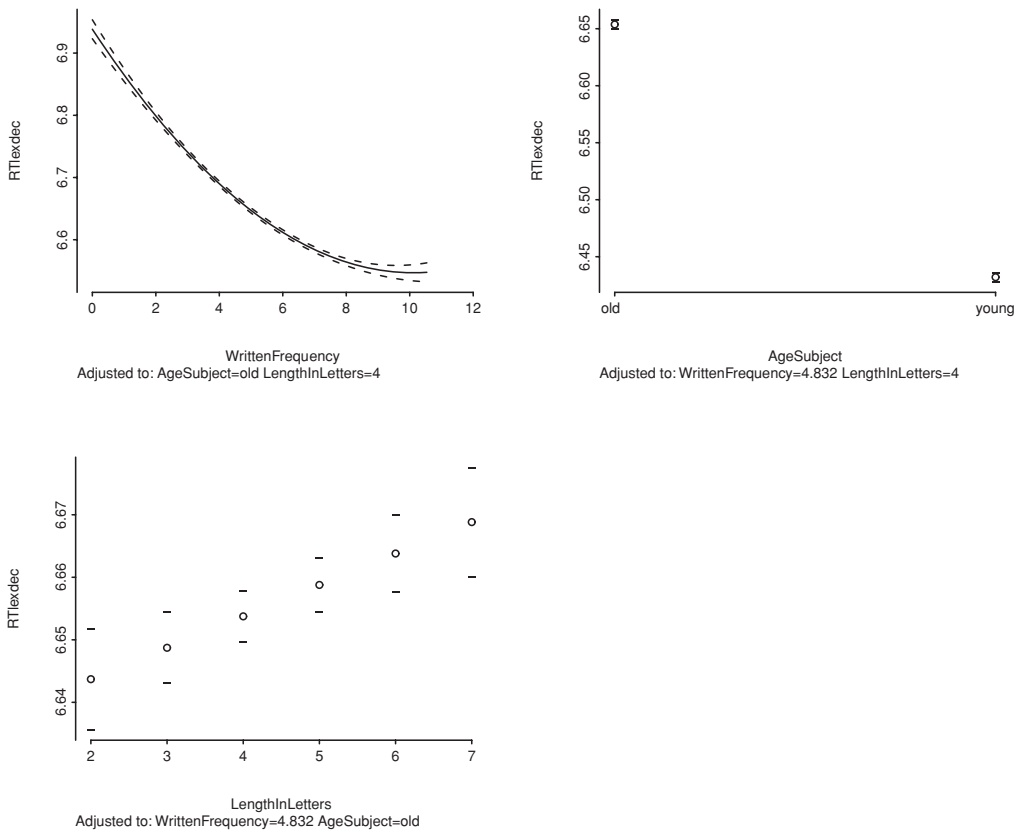 RTlexdec
6.9
6.8
6.7
6.6
0 2 4 6 8 10 12
WrittenFrequency
Adjusted to: AgeSubject=old LengthInLetters=4
RTlexdec
6.65
6.60
6.55
6.50
6.45
old young
AgeSubject
Adjusted to: WrittenFrequency=4.832 LengthInLetters=4
RTlexdec
6.67
6.66
6.65
6.64
2 3 4 5 6 7
LengthInLetters
Adjusted to: WrittenFrequency=4.832 AgeSubject=old